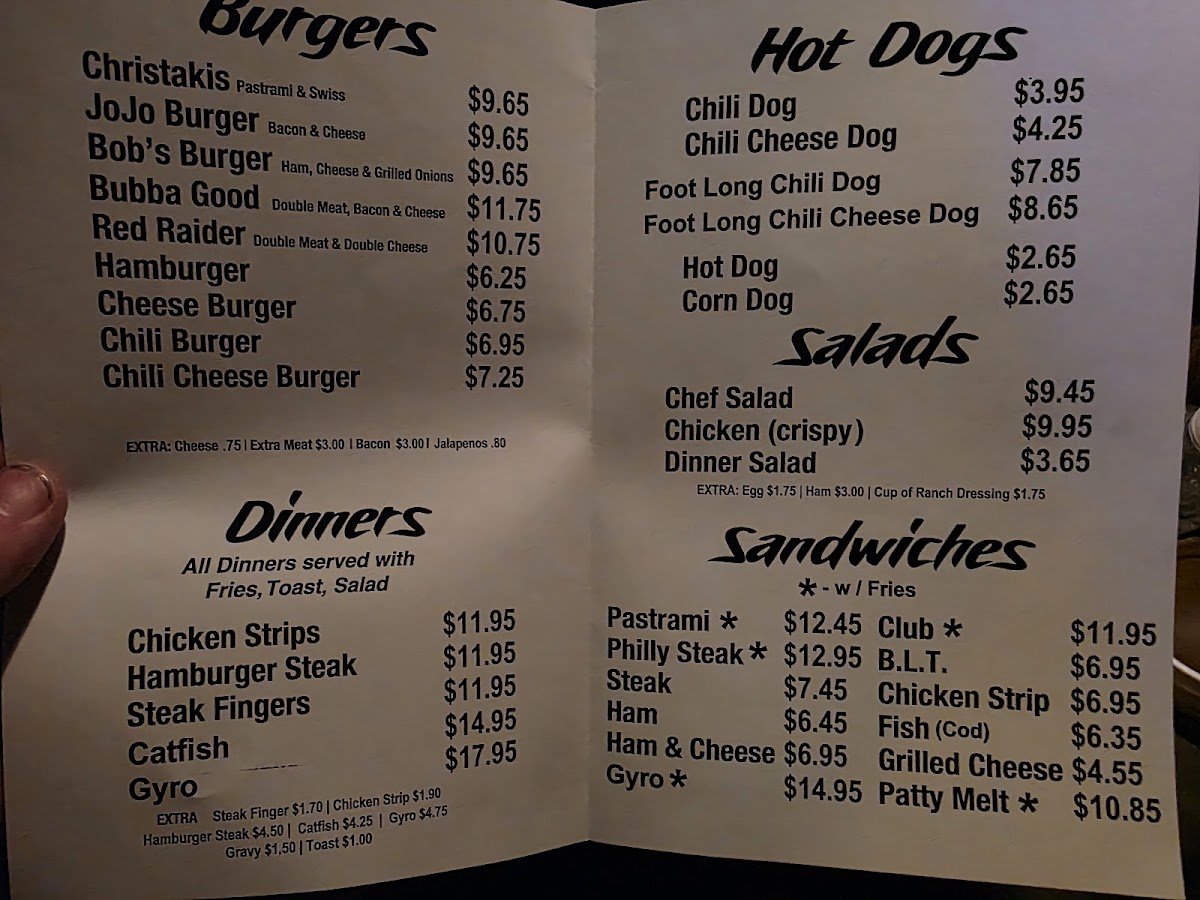 Burgers
Christakis Pastrami & Swiss $9.65
JoJo Burger Bacon & Cheese $9.65
Bob's Burger Ham, Cheese & Grilled Onions $9.65
Bubba Good Double Meat, Bacon & Cheese $11.75
Red Raider Double Meat & Double Cheese $10.75
Hamburger $6.25
Cheese Burger $6.75
Chili Burger $6.95
Chili Cheese Burger $7.25
EXTRA: Cheese .75 | Extra Meat $3.00 | Bacon $3.00 | Jalapenos .80
Dinners
All Dinners served with
Fries, Toast, Salad
Chicken Strips $11.95
Hamburger Steak $11.95
Steak Fingers $11.95
Catfish $14.95
Gyro $17.95
EXTRA Steak Finger $1.70 | Chicken Strip $1.90
Hamburger Steak $4.50 | Catfish $4.25 | Gyro $4.75
Gravy $1,50 | Toast $1.00
Hot Dogs
Chili Dog $3.95
Chili Cheese Dog $4.25
Foot Long Chili Dog $7.85
Foot Long Chili Cheese Dog $8.65
Hot Dog $2.65
Corn Dog $2.65
Salads
Chef Salad $9.45
Chicken (crispy) $9.95
Dinner Salad $3.65
EXTRA: Egg $1.75 | Ham $3.00 | Cup of Ranch Dressing $1.75
Sandwiches
* - w / Fries
Pastrami * $12.45 Club * $11.95
Philly Steak * $12.95 B.L.T. $6.95
Steak $7.45 Chicken Strip $6.95
Ham $6.45 Fish (Cod) $6.35
Ham & Cheese $6.95 Grilled Cheese $4.55
Gyro * $14.95 Patty Melt * $10.85